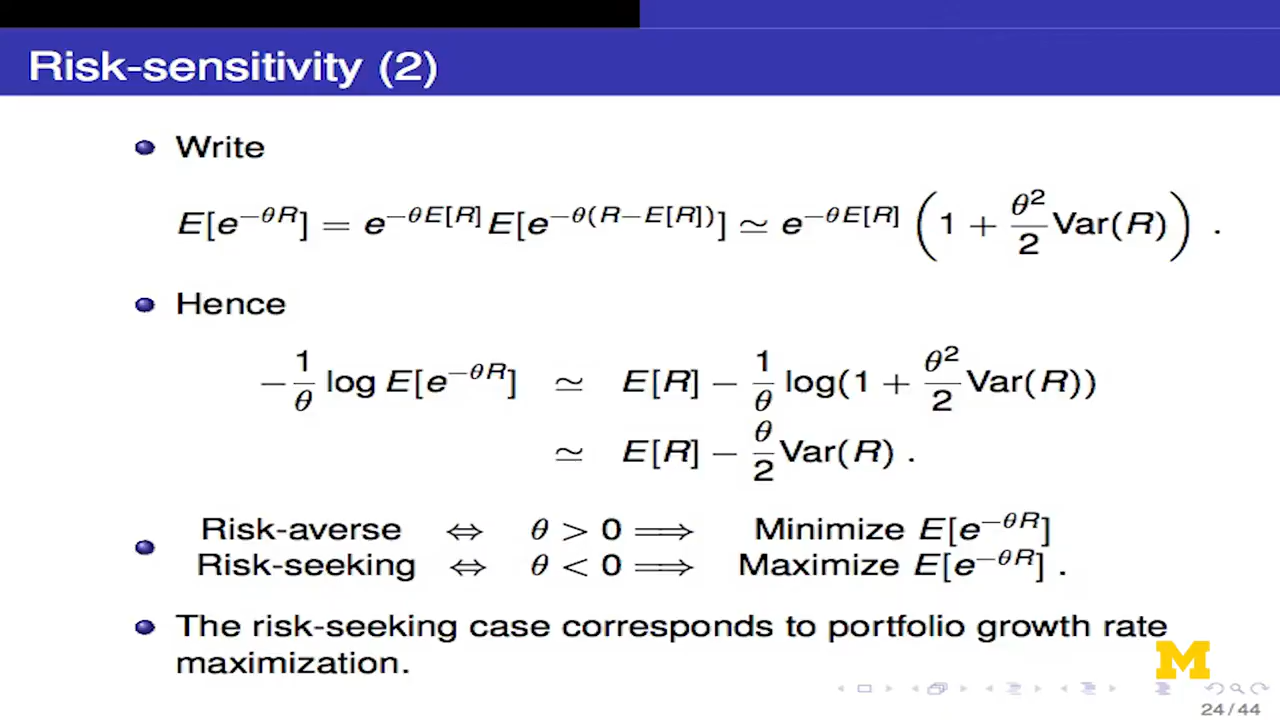 Risk-sensitivity (2)
Write
E[e^{-θR}] = e^{-θE[R]} E[e^{-θ(R-E[R])}] ≃ e^{-θE[R]} (1 + θ²/2 Var(R)) .
Hence
-1/θ log E[e^{-θR}] ≃ E[R] - 1/θ log(1 + θ²/2 Var(R))
≃ E[R] - θ/2 Var(R) .
Risk-averse ⇔ θ > 0 ⟹ Minimize E[e^{-θR}]
Risk-seeking ⇔ θ < 0 ⟹ Maximize E[e^{-θR}] .
The risk-seeking case corresponds to portfolio growth rate
maximization.
M
24 / 44